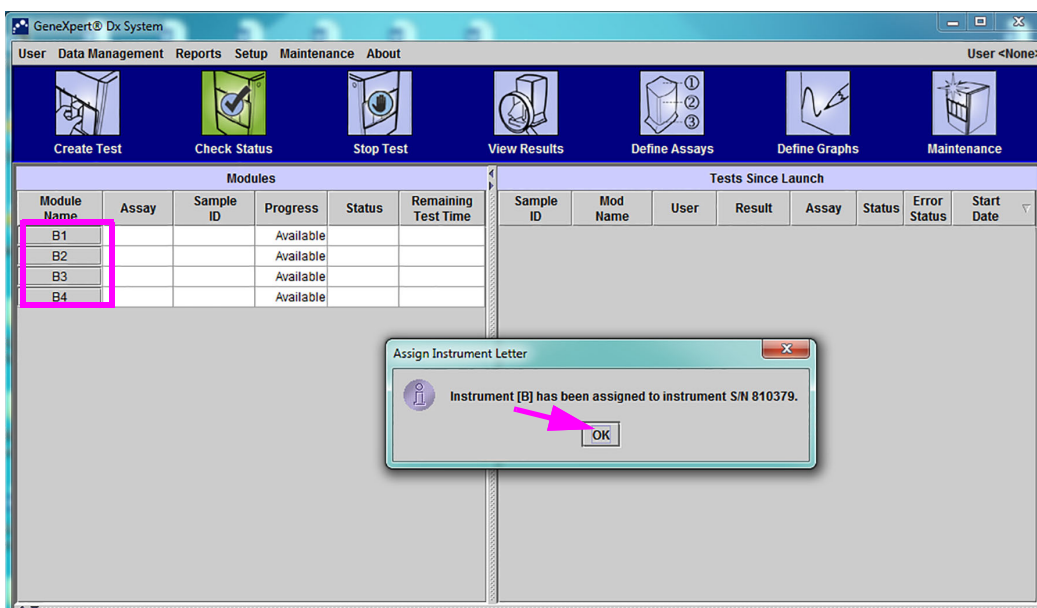 GeneXpert® Dx System
User Data Management Reports Setup Maintenance About User <None>
Create Test Check Status Stop Test View Results Define Assays Define Graphs Maintenance
Modules Tests Since Launch
Module Name Assay Sample ID Progress Status Remaining Test Time Sample ID Mod Name User Result Assay Status Error Status Start Date
B1 Available
B2 Available
B3 Available
B4 Available
Assign Instrument Letter
Instrument [B] has been assigned to instrument S/N 810379.
OK